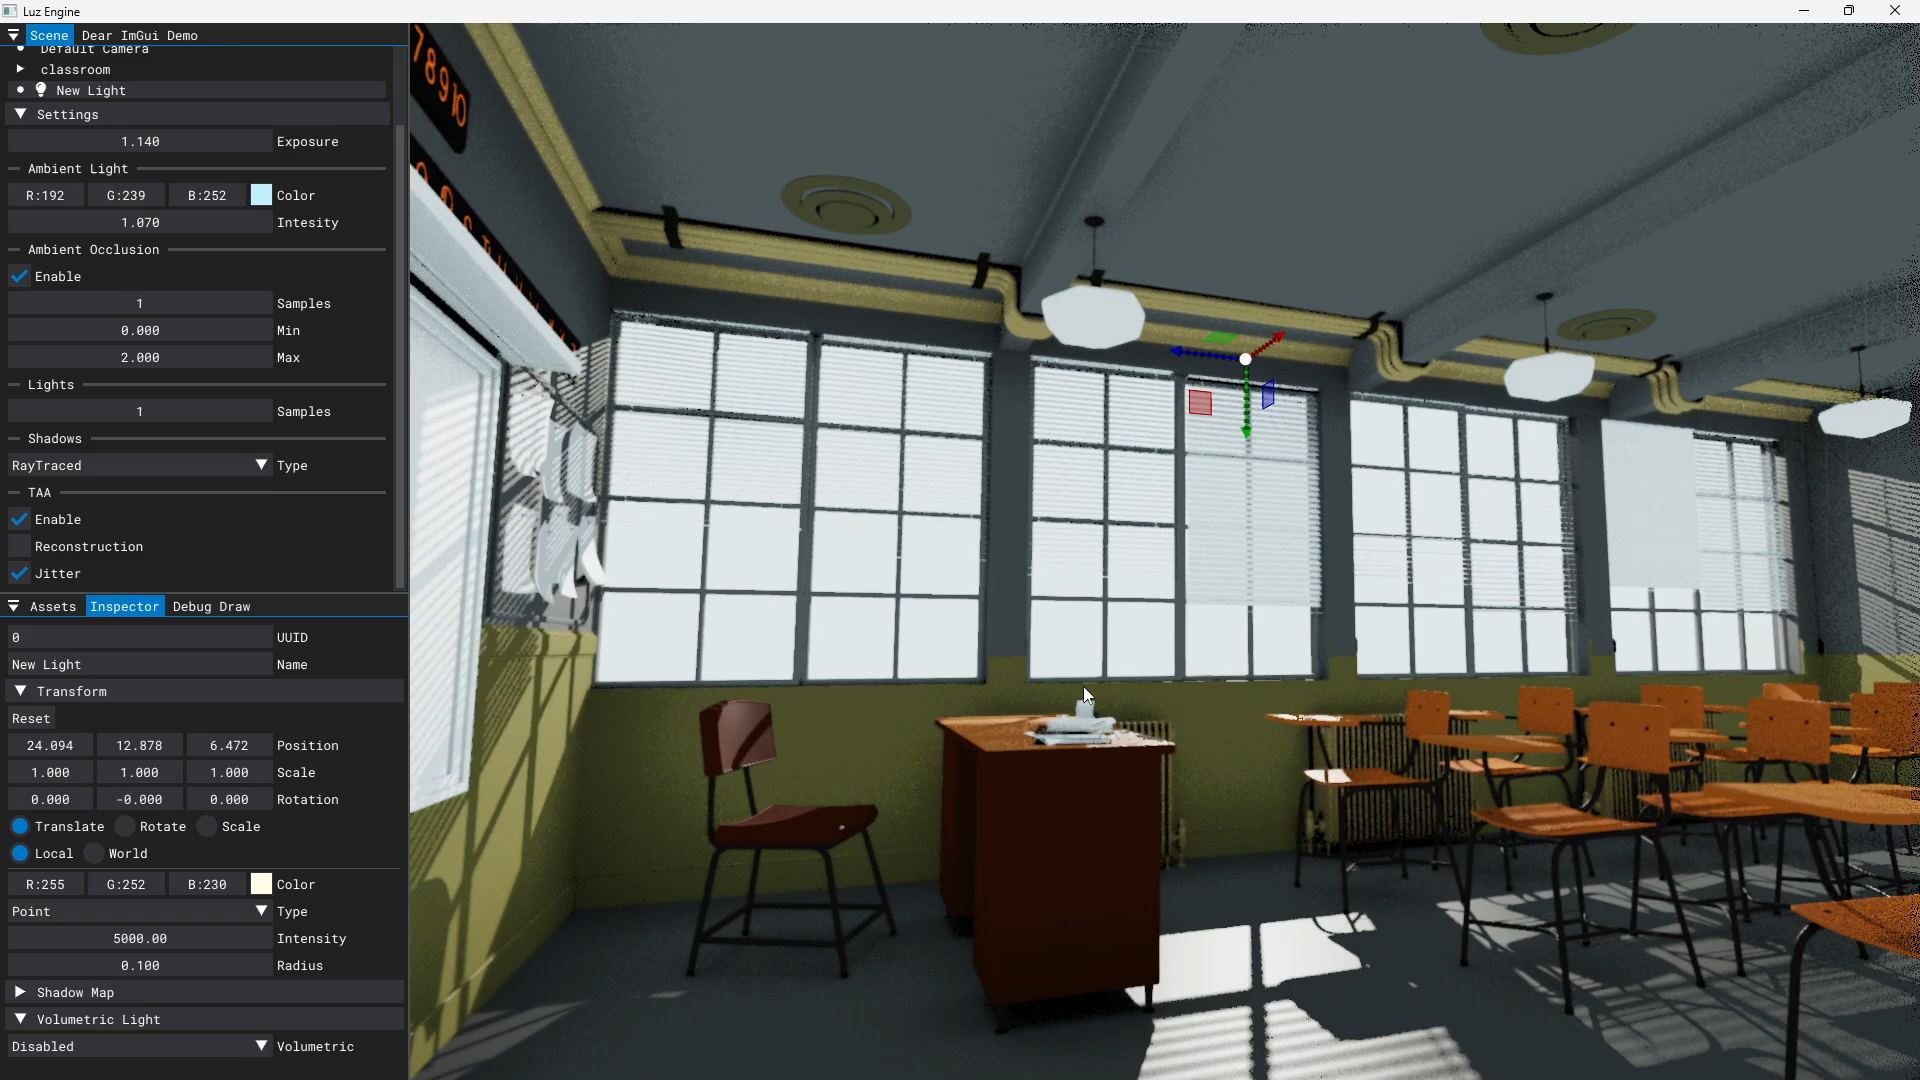 Luz Engine
Scene Dear ImGui Demo
Default Camera
classroom
New Light
Settings
1.140 Exposure
Ambient Light
R:192 G:239 B:252 Color
1.070 Intesity
Ambient Occlusion
Enable
1 Samples
0.000 Min
2.000 Max
Lights
1 Samples
Shadows
RayTraced Type
TAA
Enable
Reconstruction
Jitter
Assets Inspector Debug Draw
0 UUID
New Light Name
Transform
Reset
24.094 12.878 6.472 Position
1.000 1.000 1.000 Scale
0.000 -0.000 0.000 Rotation
Translate Rotate Scale
Local World
R:255 G:252 B:230 Color
Point Type
5000.00 Intensity
0.100 Radius
Shadow Map
Volumetric Light
Disabled Volumetric
78910